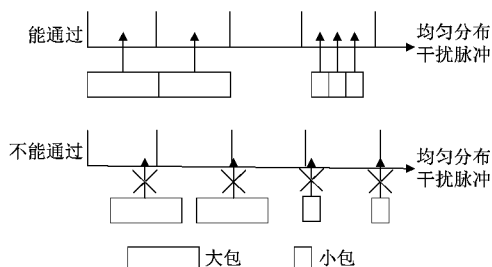 能通过
均匀分布
干扰脉冲
不能通过
均匀分布
干扰脉冲
大包
小包